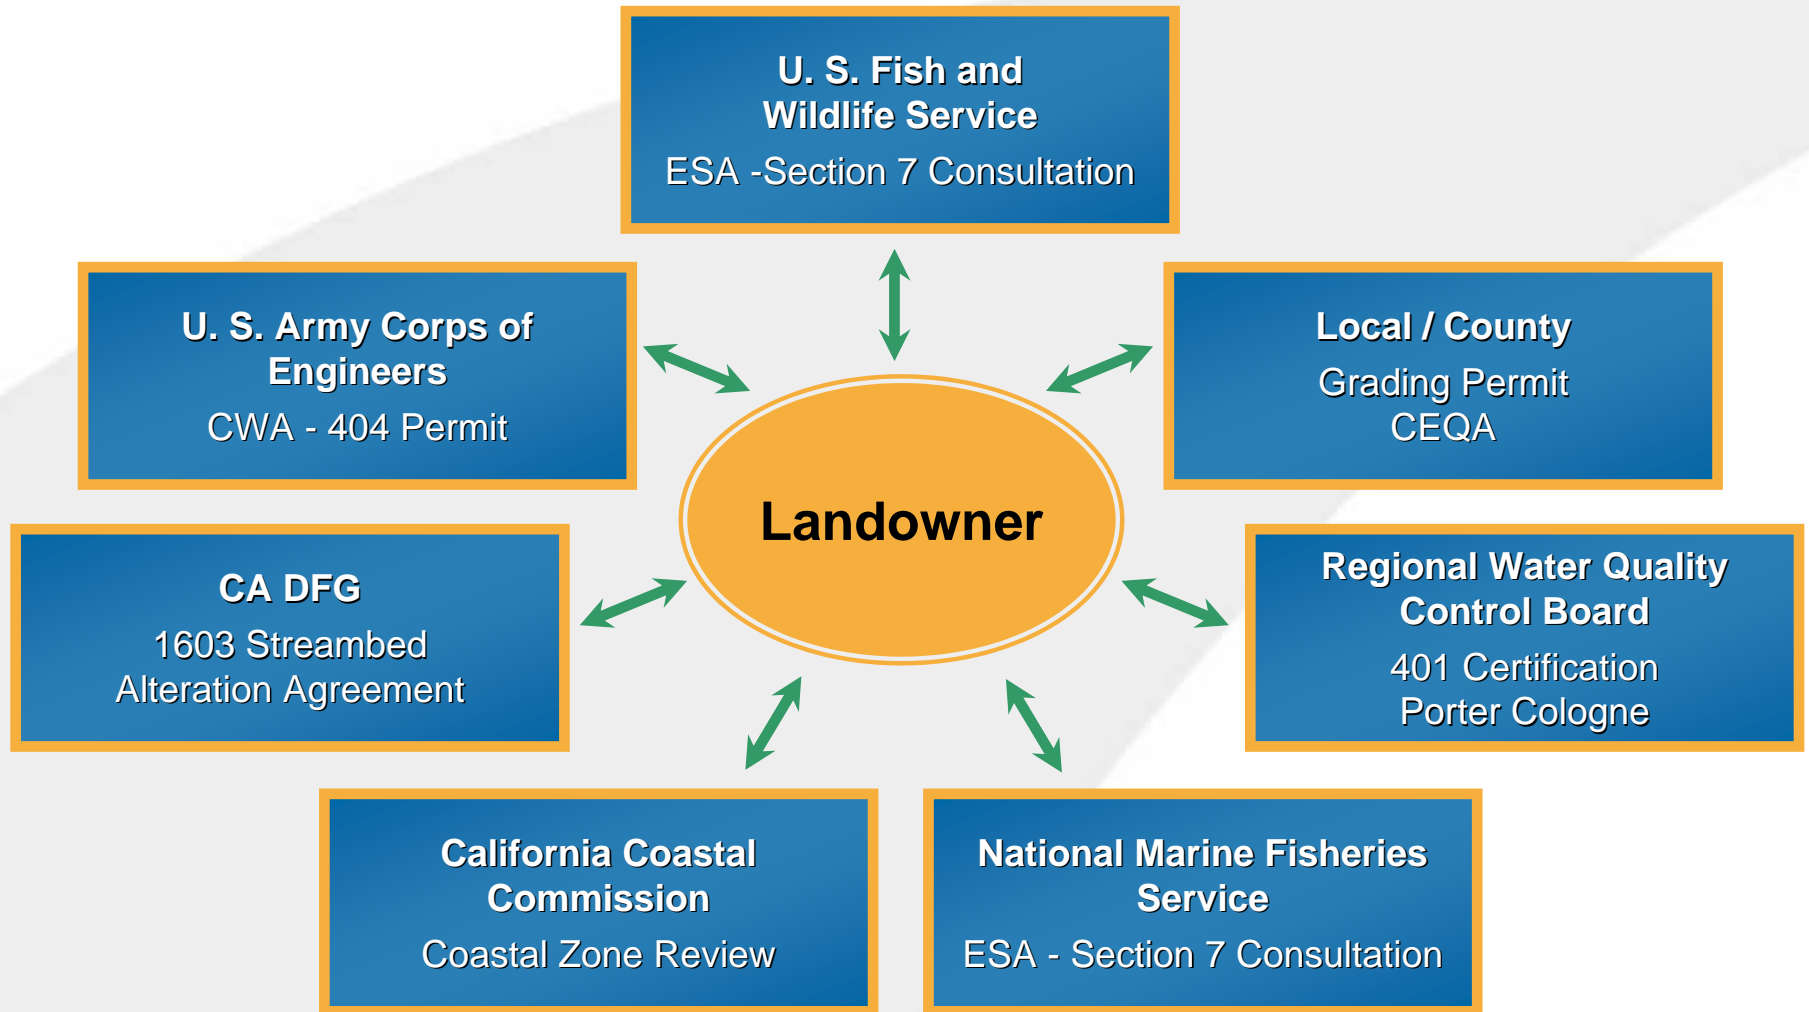 U. S. Fish and
Wildlife Service
ESA -Section 7 Consultation
U. S. Army Corps of
Engineers
CWA - 404 Permit
Local / County
Grading Permit
CEQA
Landowner
CA DFG
1603 Streambed
Alteration Agreement
Regional Water Quality
Control Board
401 Certification
Porter Cologne
California Coastal
Commission
Coastal Zone Review
National Marine Fisheries
Service
ESA - Section 7 Consultation